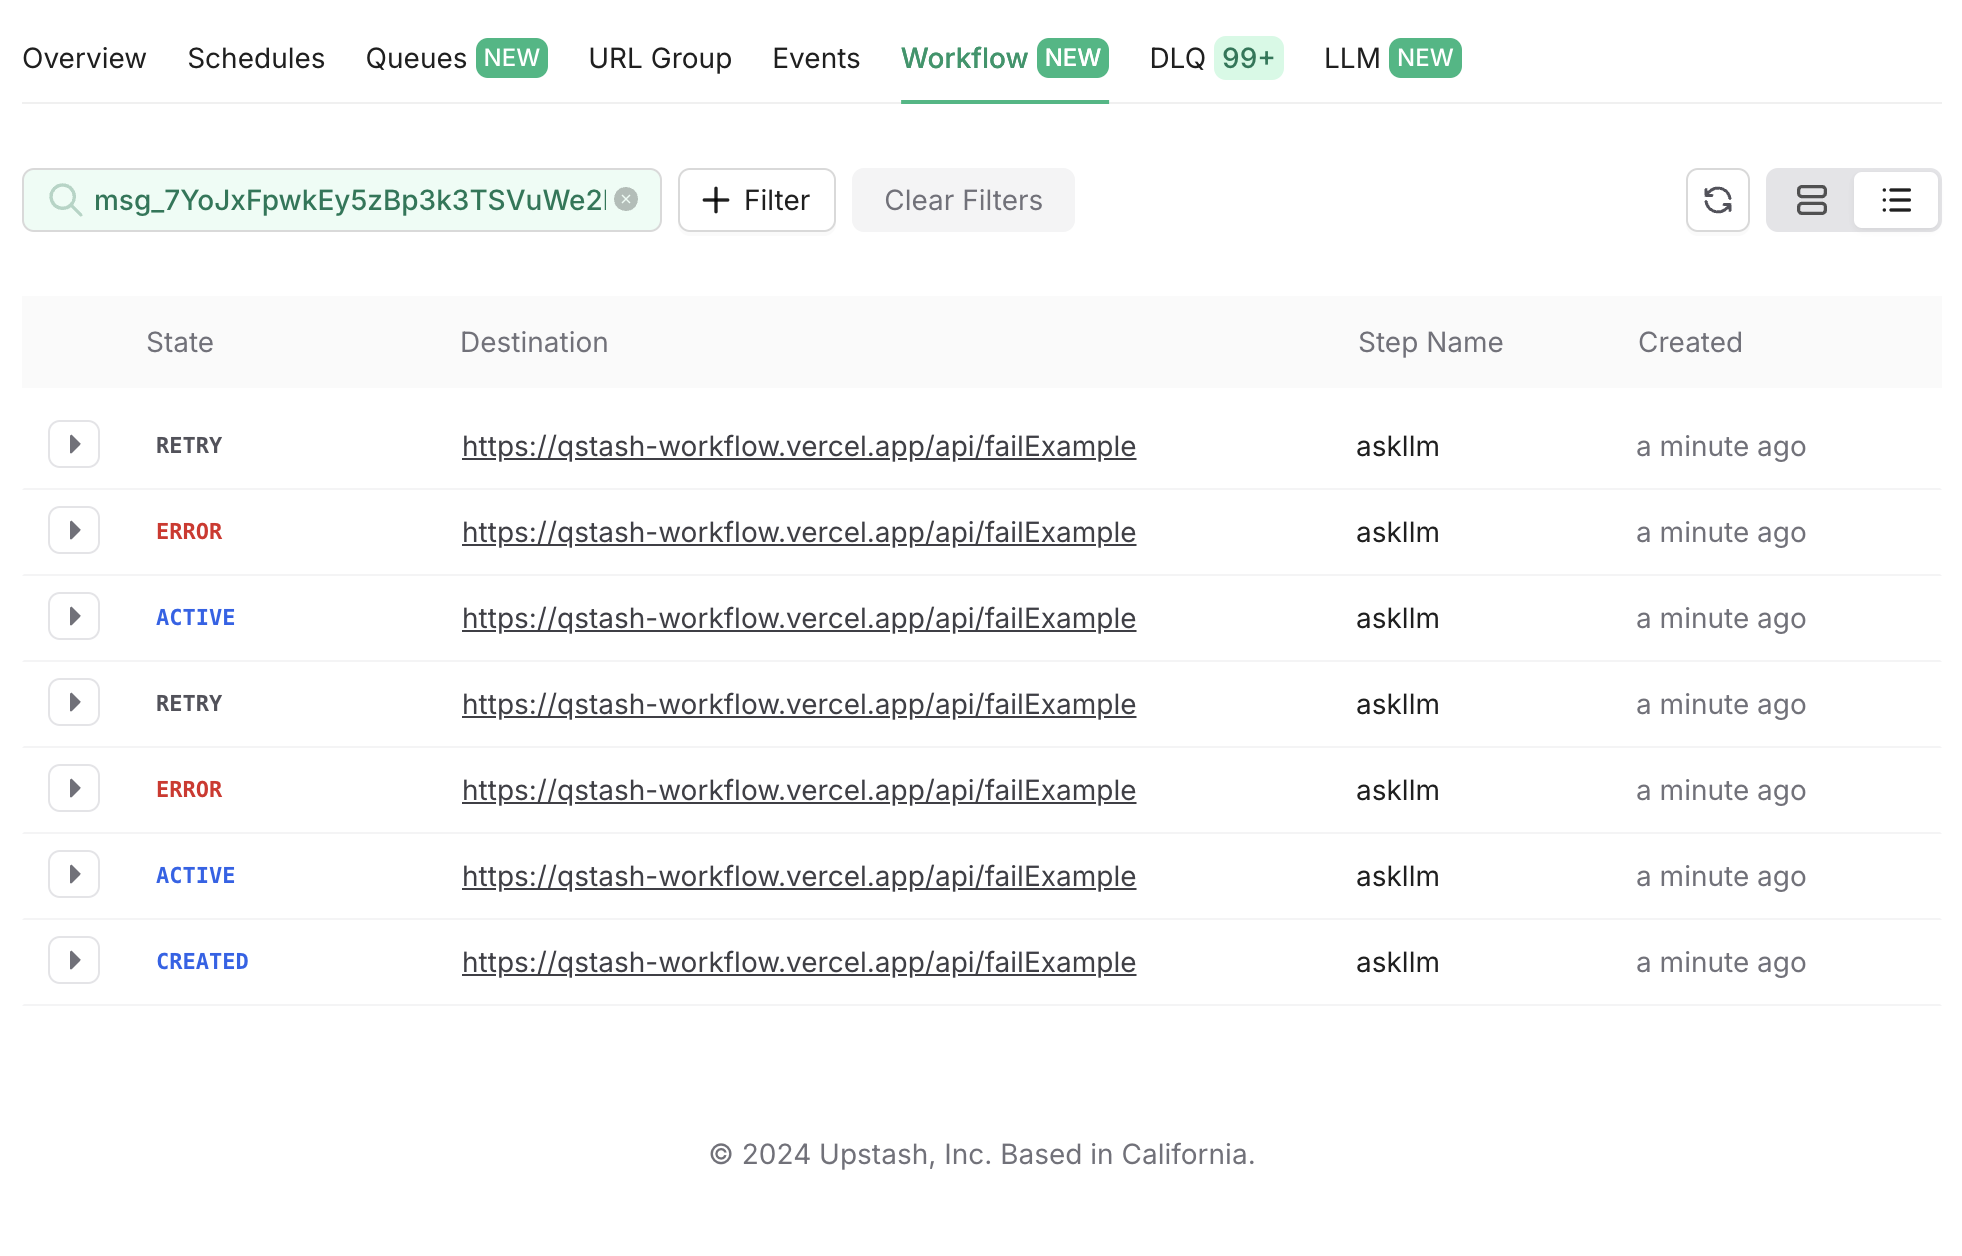 Overview Schedules Queues NEW URL Group Events Workflow NEW DLQ 99+ LLM NEW
msg_7YoJxFpwkEy5zBp3k3TSVuWe2 Filter Clear Filters
State Destination Step Name Created
RETRY https://qstash-workflow.vercel.app/api/failExample askllm a minute ago
ERROR https://qstash-workflow.vercel.app/api/failExample askllm a minute ago
ACTIVE https://qstash-workflow.vercel.app/api/failExample askllm a minute ago
RETRY https://qstash-workflow.vercel.app/api/failExample askllm a minute ago
ERROR https://qstash-workflow.vercel.app/api/failExample askllm a minute ago
ACTIVE https://qstash-workflow.vercel.app/api/failExample askllm a minute ago
CREATED https://qstash-workflow.vercel.app/api/failExample askllm a minute ago
© 2024 Upstash, Inc. Based in California.